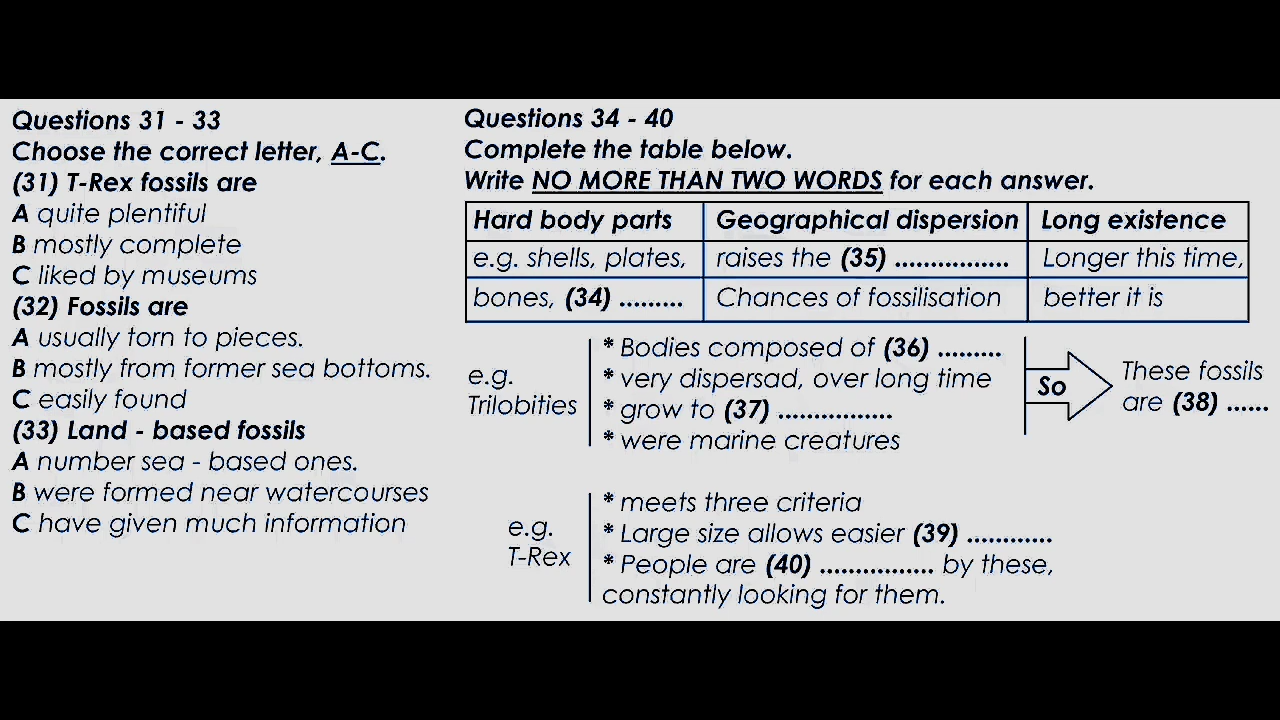 Questions 31 - 33
Choose the correct letter, A-C.
(31) T-Rex fossils are
A quite plentiful
B mostly complete
C liked by museums
(32) Fossils are
A usually torn to pieces.
B mostly from former sea bottoms.
C easily found
(33) Land - based fossils
A number sea - based ones.
B were formed near watercourses
C have given much information
Questions 34 - 40
Complete the table below.
Write NO MORE THAN TWO WORDS for each answer.
Hard body parts Geographical dispersion Long existence
e.g. shells, plates, raises the (35) ................ Longer this time,
bones, (34) ......... Chances of fossilisation better it is
e.g.
Trilobities
* Bodies composed of (36) .........
* very dispersad, over long time
* grow to (37) ................
* were marine creatures
So
These fossils
are (38) ......
e.g.
T-Rex
* meets three criteria
* Large size allows easier (39) ............
* People are (40) ................ by these,
constantly looking for them.